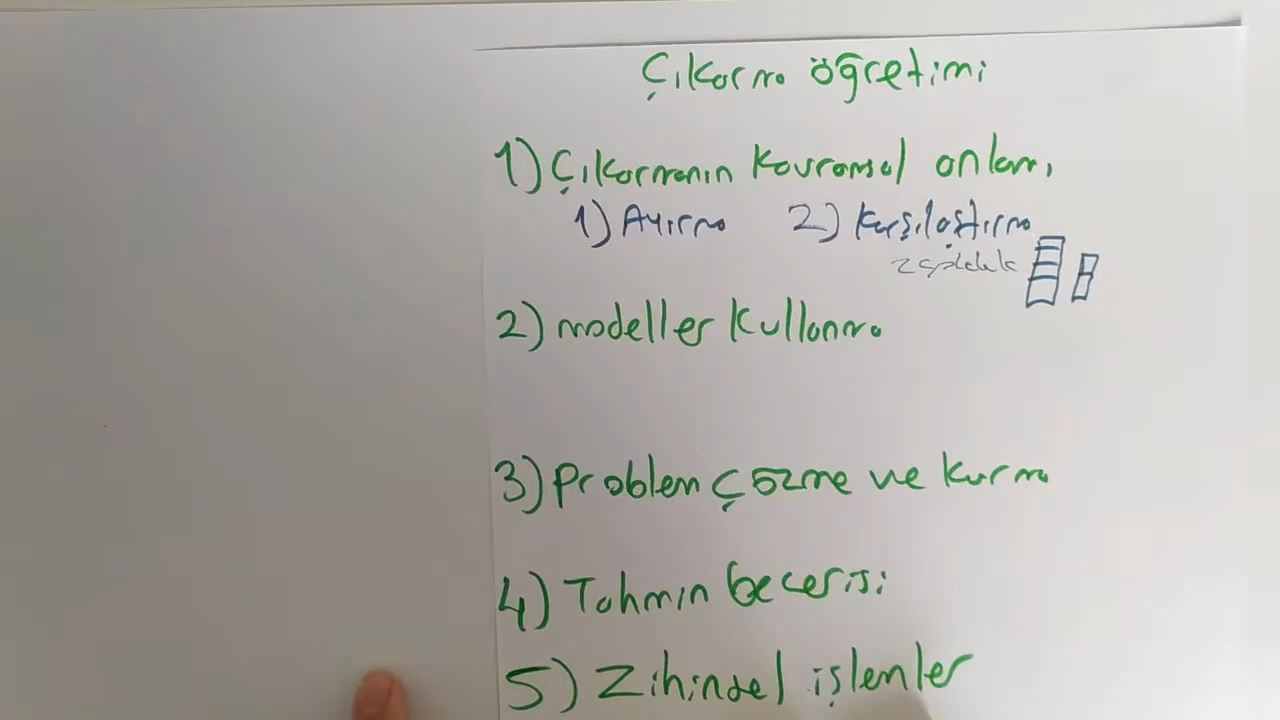 Çıkarma öğretimi
1) Çıkarmanın kavramsal anlamı
1) Ayırma 2) Karşılaştırma
2) modeller kullanma
3) Problem çözme ve kurma
4) Tahmin becerisi
5) Zihinsel işlemler